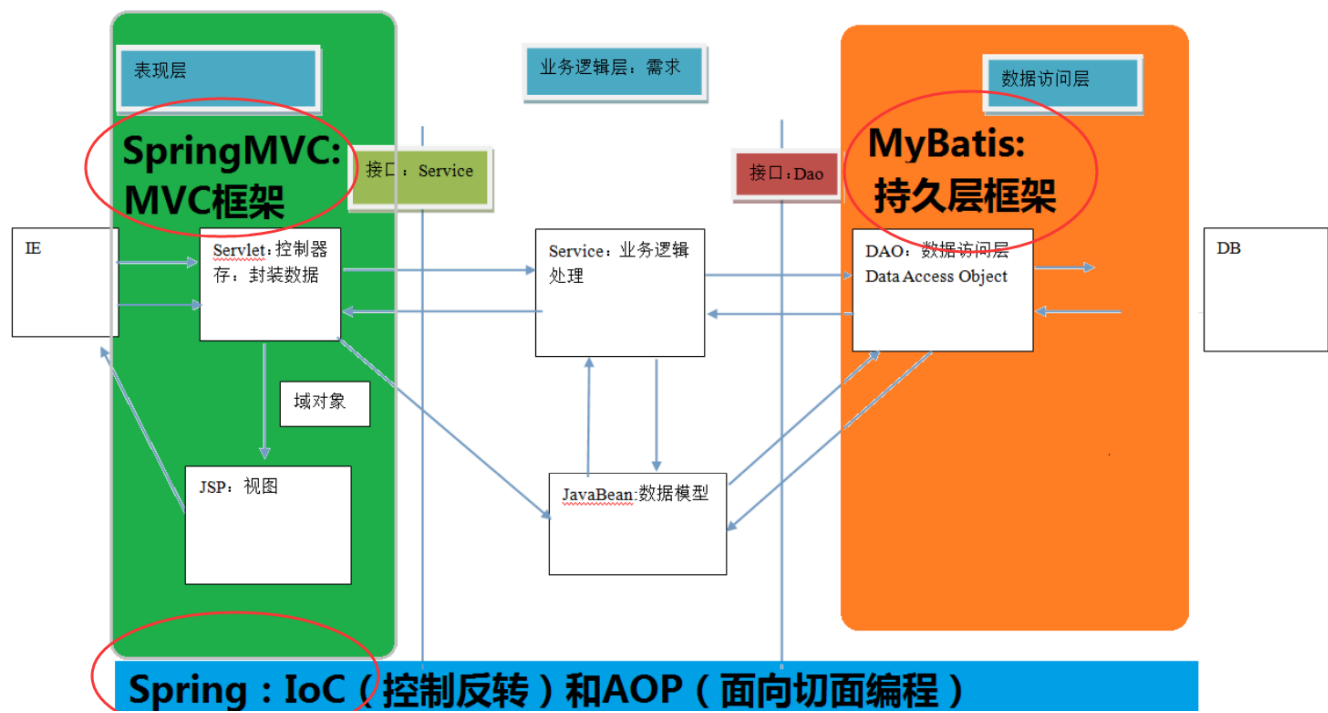 表现层
业务逻辑层：需求
数据访问层
SpringMVC:
MVC框架
接口：Service
接口:Dao
MyBatis:
持久层框架
IE
Servlet:控制器
存：封装数据
Service：业务逻辑
处理
DAO：数据访问层
Data Access Object
DB
域对象
JSP：视图
JavaBean:数据模型
Spring：IoC（控制反转）和AOP（面向切面编程）